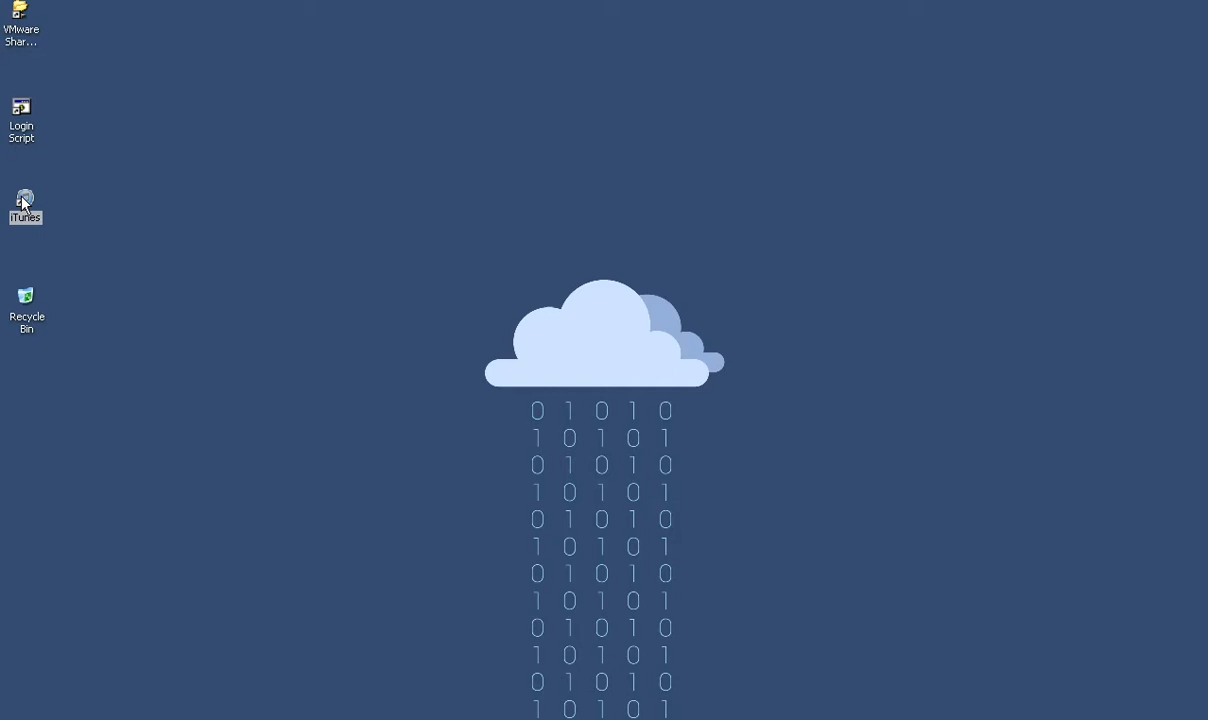 VMware
Shar...
Login
Script
iTunes
Recycle
Bin
0 1 0 1 0
1 0 1 0 1
0 1 0 1 0
1 0 1 0 1
0 1 0 1 0
1 0 1 0 1
0 1 0 1 0
1 0 1 0 1
0 1 0 1 0
1 0 1 0 1
0 1 0 1 0
1 0 1 0 1